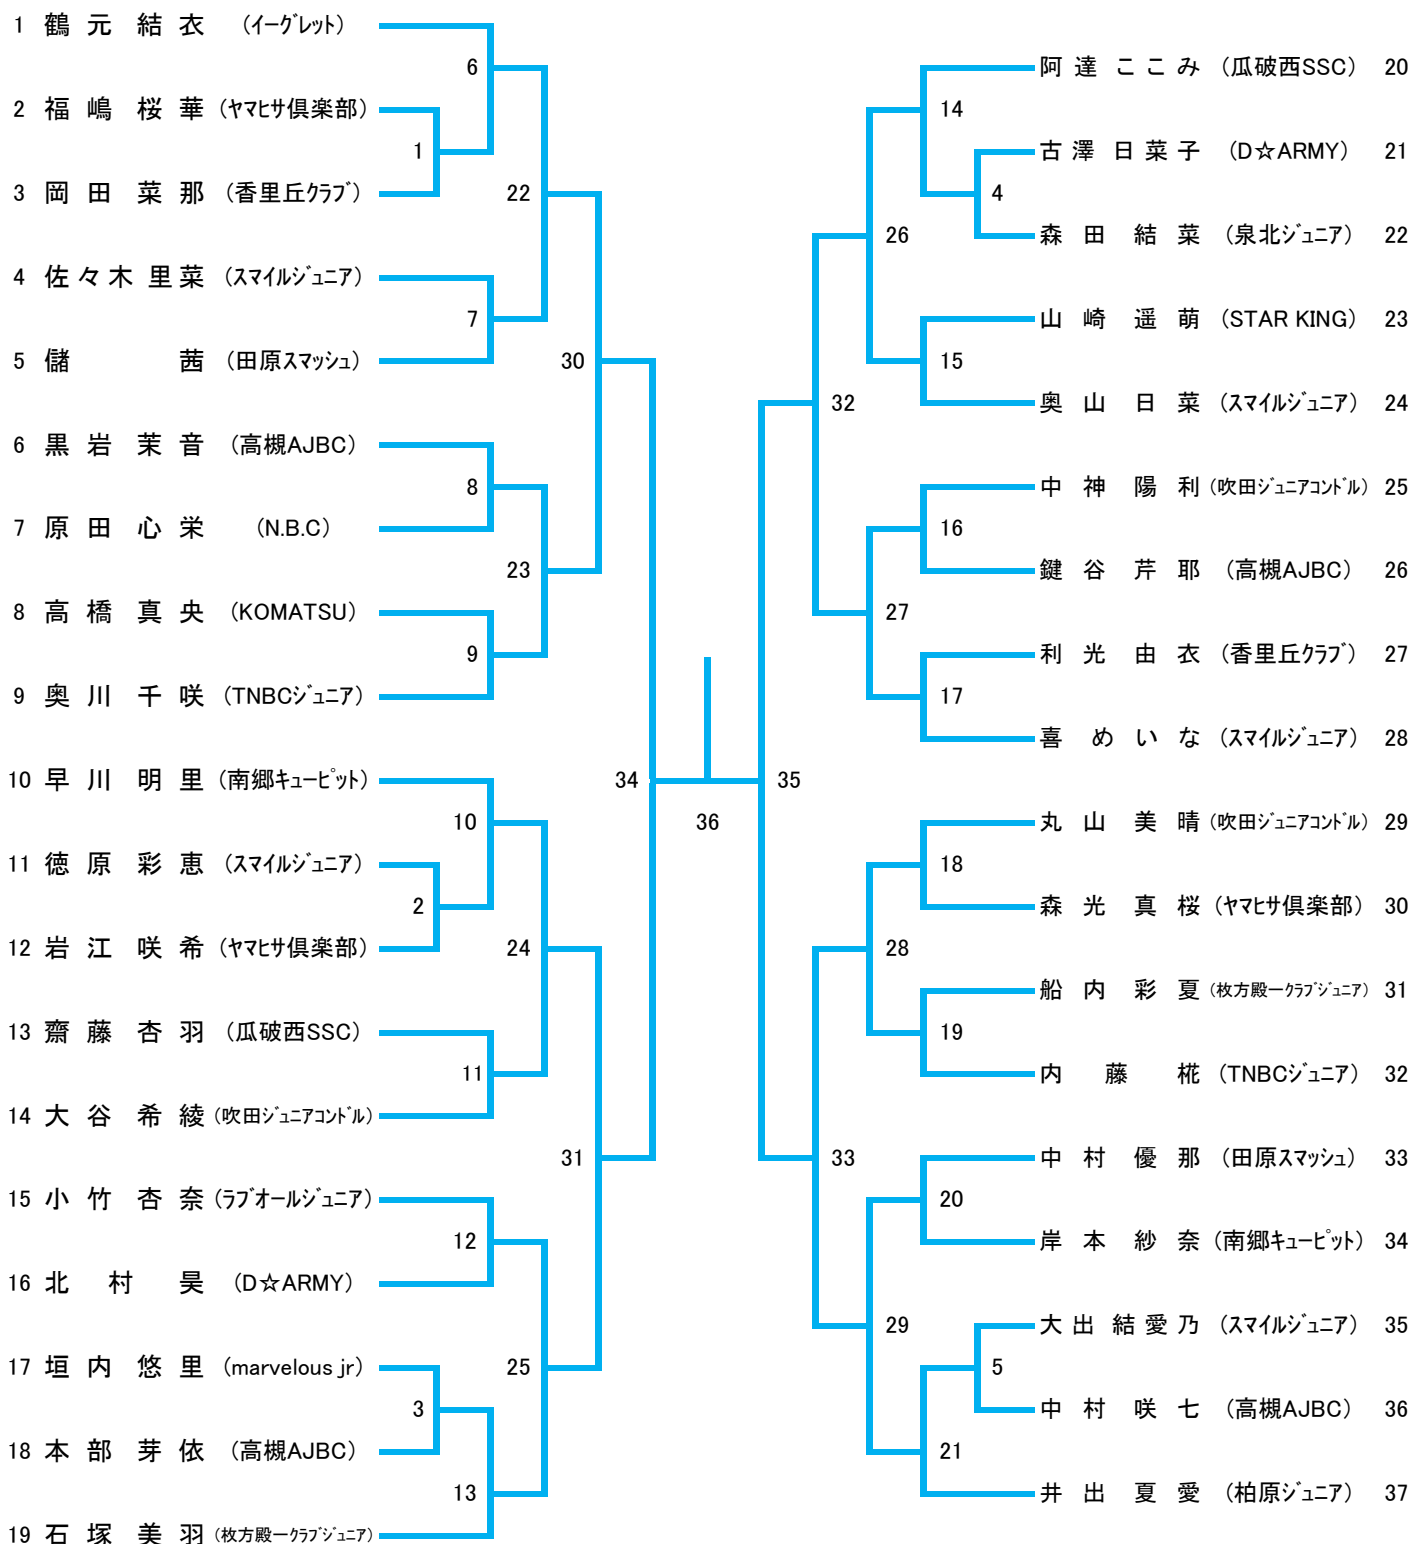 1 鶴元結衣 (イーグレット)
6
2 福嶋桜華 (ヤマヒサ倶楽部)
1
3 岡田菜那 (香里丘クラブ)
22
4 佐々木里菜 (スマイルジュニア)
7
5 儲茜 (田原スマッシュ)
30
6 黒岩茉音 (高槻AJBC)
8
7 原田心栄 (N.B.C)
23
8 高橋真央 (KOMATSU)
9
9 奥川千咲 (TNBCジュニア)
34
10 早川明里 (南郷キューピット)
10
11 徳原彩恵 (スマイルジュニア)
2
12 岩江咲希 (ヤマヒサ倶楽部)
24
13 齋藤杏羽 (瓜破西SSC)
11
14 大谷希綾 (吹田ジュニアコンドル)
31
15 小竹杏奈 (ラブオールジュニア)
12
16 北村昊 (D☆ARMY)
25
17 垣内悠里 (marvelous jr)
3
18 本部芽依 (高槻AJBC)
13
19 石塚美羽 (枚方殿一クラブジュニア)
36
阿達ここみ (瓜破西SSC) 20
14
古澤日菜子 (D☆ARMY) 21
4
森田結菜 (泉北ジュニア) 22
26
山崎遥萌 (STAR KING) 23
15
奥山日菜 (スマイルジュニア) 24
32
中神陽利 (吹田ジュニアコンドル) 25
16
鍵谷芹耶 (高槻AJBC) 26
27
利光由衣 (香里丘クラブ) 27
17
喜めいな (スマイルジュニア) 28
35
丸山美晴 (吹田ジュニアコンドル) 29
18
森光真桜 (ヤマヒサ倶楽部) 30
28
船内彩夏 (枚方殿一クラブジュニア) 31
19
内藤椛 (TNBCジュニア) 32
33
中村優那 (田原スマッシュ) 33
20
岸本紗奈 (南郷キューピット) 34
29
大出結愛乃 (スマイルジュニア) 35
5
中村咲七 (高槻AJBC) 36
21
井出夏愛 (柏原ジュニア) 37